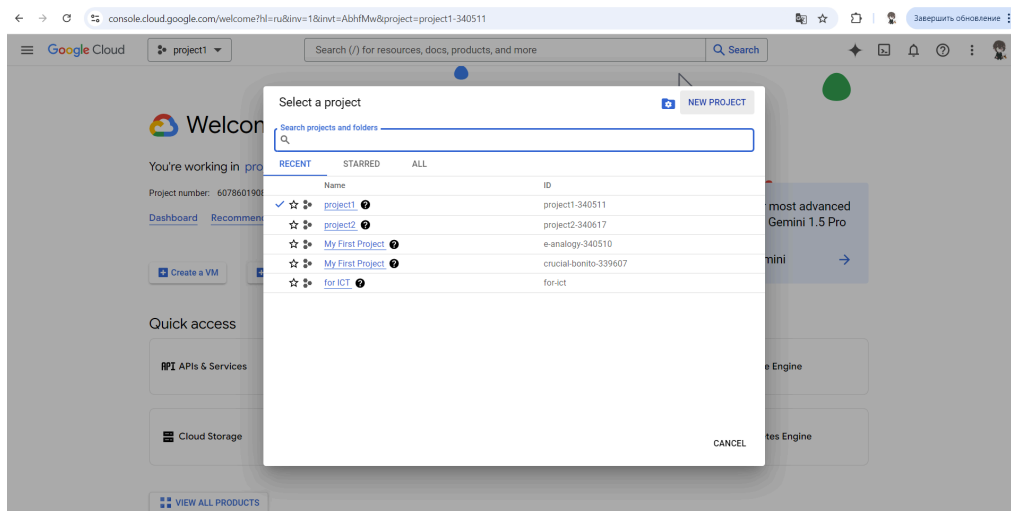 console.cloud.google.com/welcome?hl=ru&inv=1&invt=AbhfMw&project=project1-340511
Завершить обновление
Google Cloud
project1
Search (/) for resources, docs, products, and more
Search
Welcon
You're working in pro
Project number: 6078601908
Dashboard Recommend
Create a VM
Quick access
API APIs & Services
Cloud Storage
VIEW ALL PRODUCTS
Select a project
NEW PROJECT
Search projects and folders
RECENT STARRED ALL
Name ID
project1 project1-340511
project2 project2-340617
My First Project e-analogy-340510
My First Project crucial-bonito-339607
for ICT for-ict
CANCEL
most advanced
Gemini 1.5 Pro
mini
e Engine
tes Engine